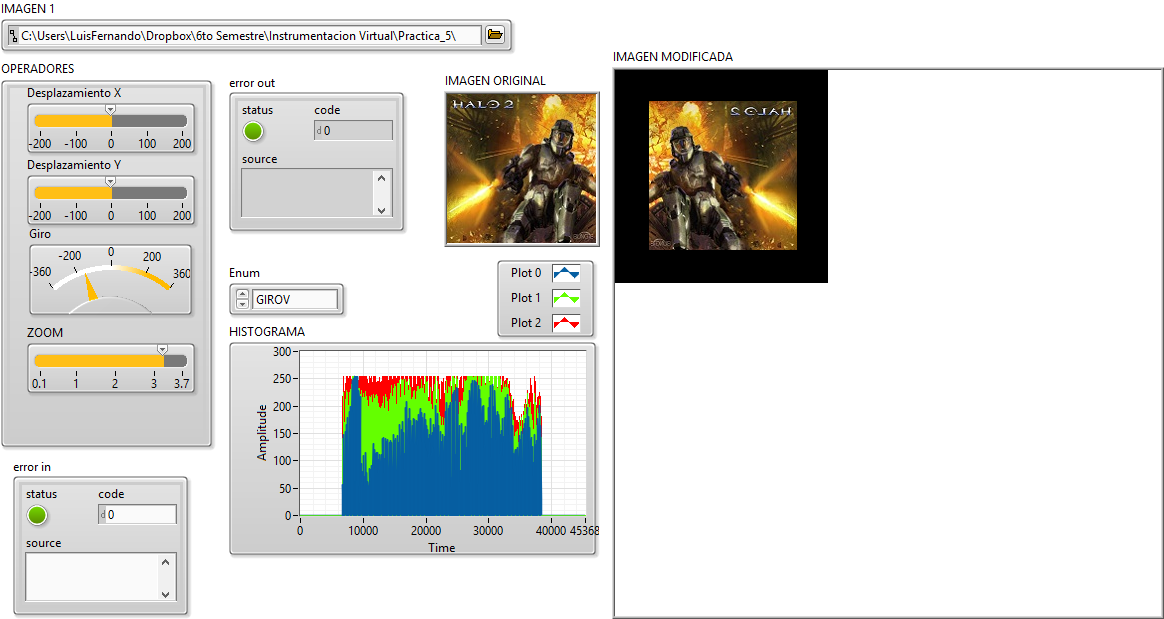 IMAGEN 1
C:\Users\LuisFernando\Dropbox\6to Semestre\Instrumentacion Virtual\Practica_5\
OPERADORES
Desplazamiento X
-200 -100 0 100 200
Desplazamiento Y
-200 -100 0 100 200
Giro
-360 -200 0 200 360
ZOOM
0.1 1 2 3 3.7
error in
status code
d 0
source
error out
status code
d 0
source
Enum
GIROV
IMAGEN ORIGINAL
HALO 2
BUNGIE
Plot 0
Plot 1
Plot 2
HISTOGRAMA
Amplitude
300
250
200
150
100
50
0
0 10000 20000 30000 40000 45368
Time
IMAGEN MODIFICADA
HALO 2
BUNGIE